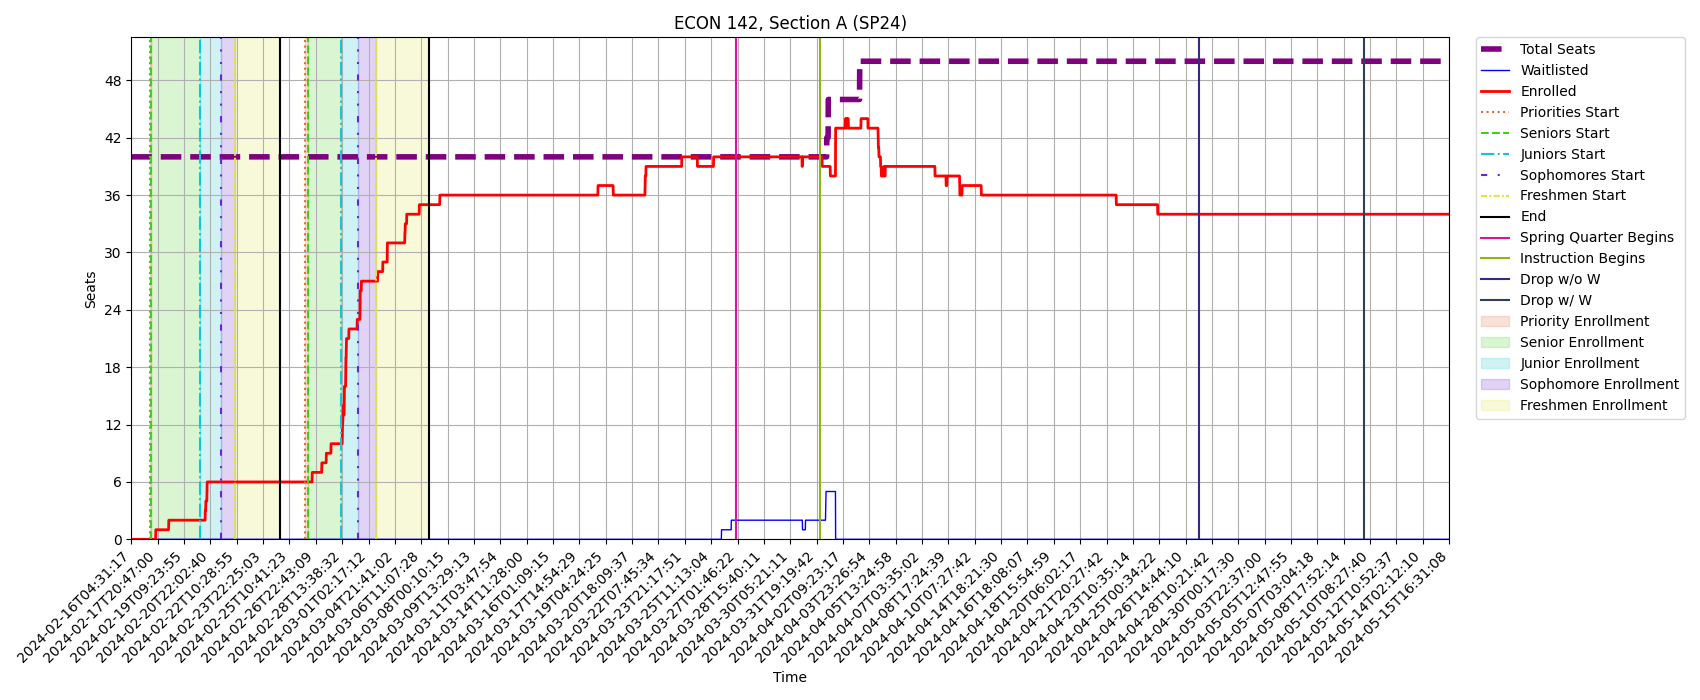 ECON 142, Section A (SP24)
Seats
48
42
36
30
24
18
12
6
0
2024-02-16T04:31:17
2024-02-17T20:47:00
2024-02-19T09:23:55
2024-02-20T22:02:40
2024-02-22T10:28:55
2024-02-23T22:25:03
2024-02-25T10:41:23
2024-02-26T22:43:09
2024-02-28T13:38:32
2024-03-01T02:17:12
2024-03-04T21:41:02
2024-03-06T11:07:28
2024-03-08T00:10:15
2024-03-09T13:29:13
2024-03-11T03:47:54
2024-03-14T11:28:00
2024-03-16T01:09:15
2024-03-17T14:54:29
2024-03-19T04:24:25
2024-03-20T18:09:37
2024-03-22T07:45:34
2024-03-23T21:17:51
2024-03-25T11:13:04
2024-03-27T01:46:22
2024-03-28T15:40:11
2024-03-30T05:21:11
2024-03-31T19:19:42
2024-04-02T09:23:17
2024-04-03T23:26:54
2024-04-05T13:24:58
2024-04-07T03:35:02
2024-04-08T17:24:39
2024-04-10T07:27:42
2024-04-14T18:21:30
2024-04-16T18:08:07
2024-04-18T15:54:59
2024-04-20T06:02:17
2024-04-21T20:27:42
2024-04-23T10:35:14
2024-04-25T00:34:22
2024-04-26T14:44:10
2024-04-28T10:21:42
2024-04-30T00:17:30
2024-05-03T22:37:00
2024-05-05T12:47:55
2024-05-07T03:04:18
2024-05-08T17:52:14
2024-05-10T08:27:40
2024-05-12T10:52:37
2024-05-14T02:12:10
2024-05-15T16:31:08
Time
Total Seats
Waitlisted
Enrolled
Priorities Start
Seniors Start
Juniors Start
Sophomores Start
Freshmen Start
End
Spring Quarter Begins
Instruction Begins
Drop w/o W
Drop w/ W
Priority Enrollment
Senior Enrollment
Junior Enrollment
Sophomore Enrollment
Freshmen Enrollment